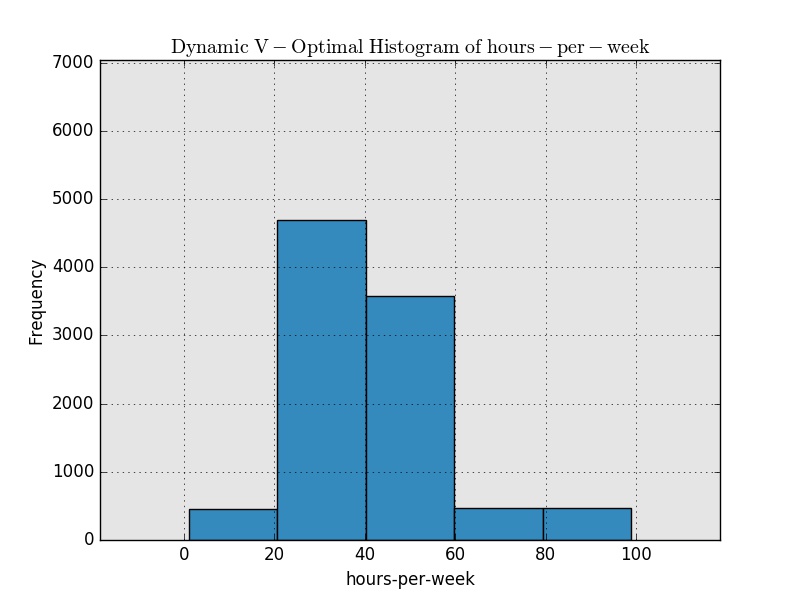 Dynamic V − Optimal Histogram of hours − per − week
7000
6000
5000
4000
3000
2000
1000
0
Frequency
0 20 40 60 80 100
hours-per-week